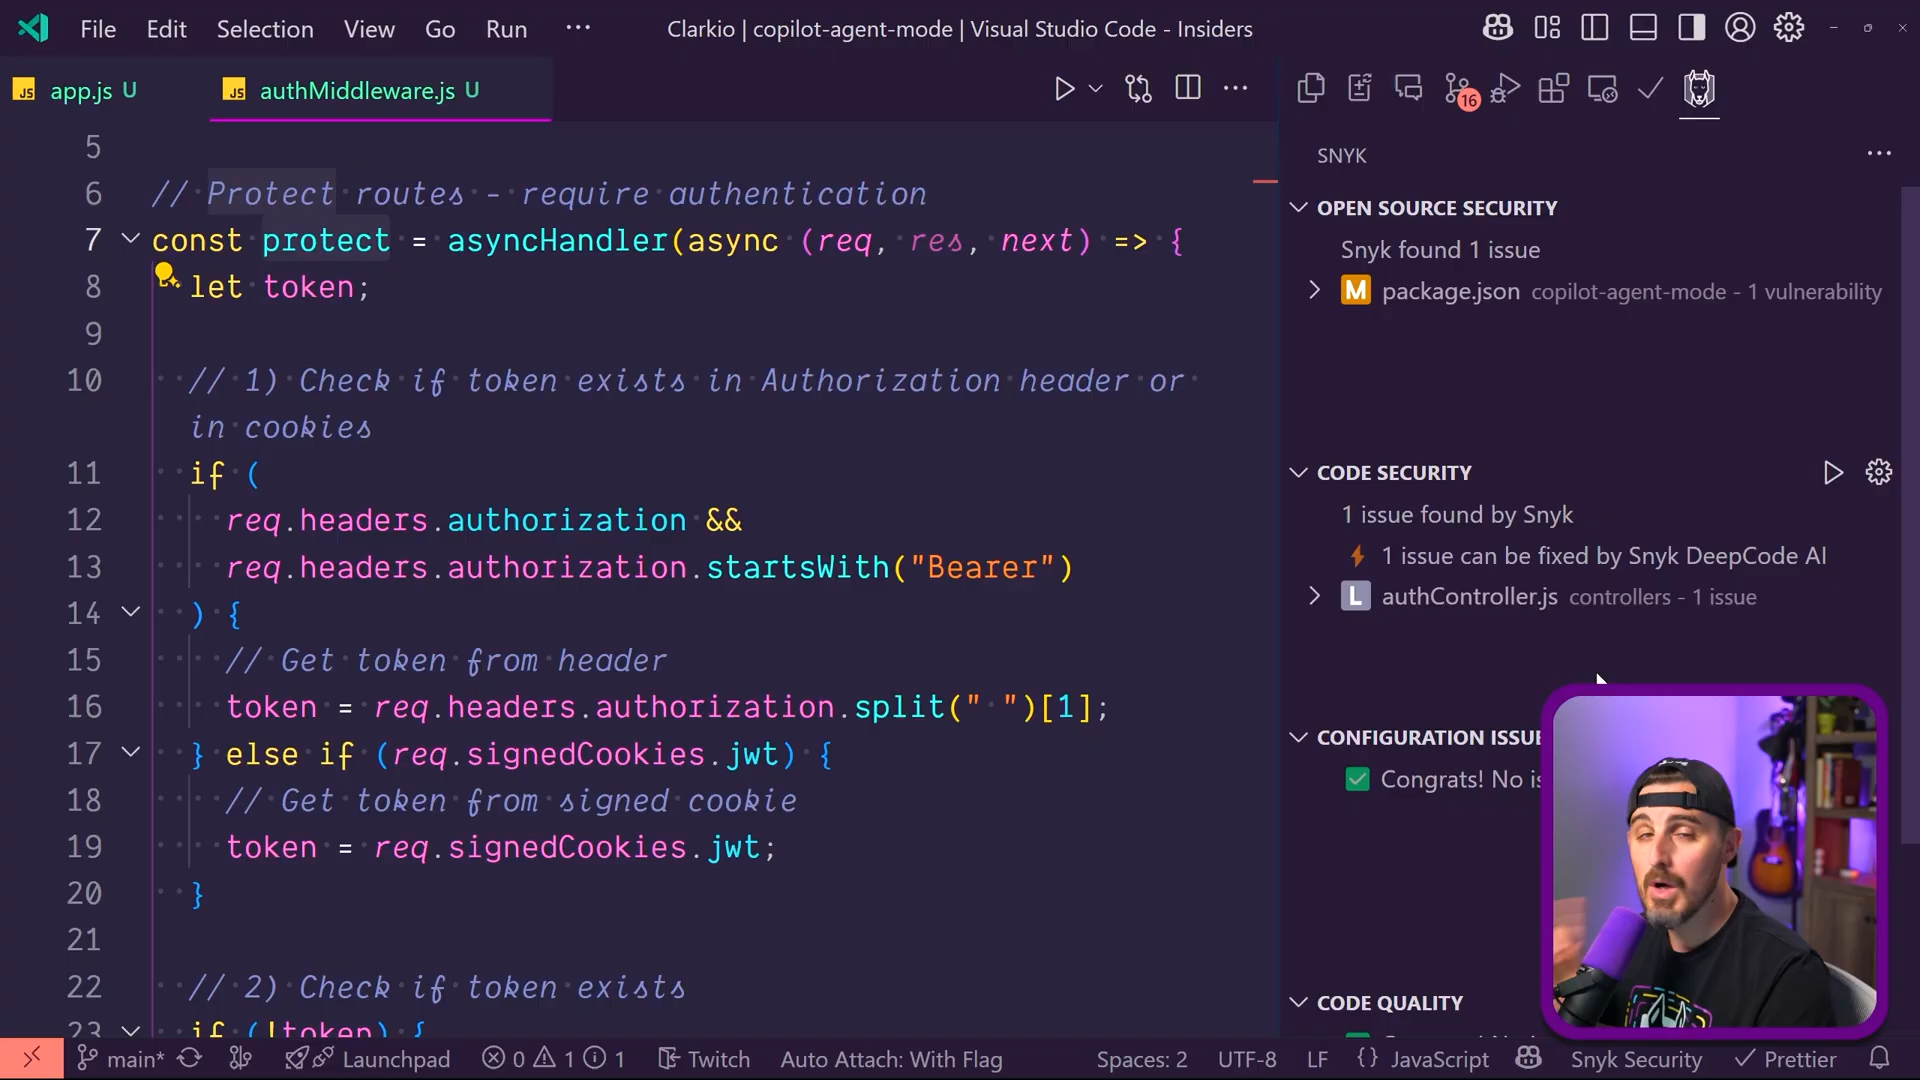 File Edit Selection View Go Run ··· Clarkio | copilot-agent-mode | Visual Studio Code - Insiders
JS app.js U JS authMiddleware.js U
16
5
6 // Protect routes - require authentication
7 const protect = asyncHandler(async (req, res, next) => {
8 let token;
9
10 // 1) Check if token exists in Authorization header or
in cookies
11 if (
12 req.headers.authorization &&
13 req.headers.authorization.startsWith("Bearer")
14 ) {
15 // Get token from header
16 token = req.headers.authorization.split(" ")[1];
17 } else if (req.signedCookies.jwt) {
18 // Get token from signed cookie
19 token = req.signedCookies.jwt;
20 }
21
22 // 2) Check if token exists
23 if (!token) {
SNYK
OPEN SOURCE SECURITY
Snyk found 1 issue
M package.json copilot-agent-mode - 1 vulnerability
CODE SECURITY
1 issue found by Snyk
1 issue can be fixed by Snyk DeepCode AI
L authController.js controllers - 1 issue
CONFIGURATION ISSUE
Congrats! No is
CODE QUALITY
main* Launchpad 0 1 1 Twitch Auto Attach: With Flag Spaces: 2 UTF-8 LF {} JavaScript Snyk Security Prettier